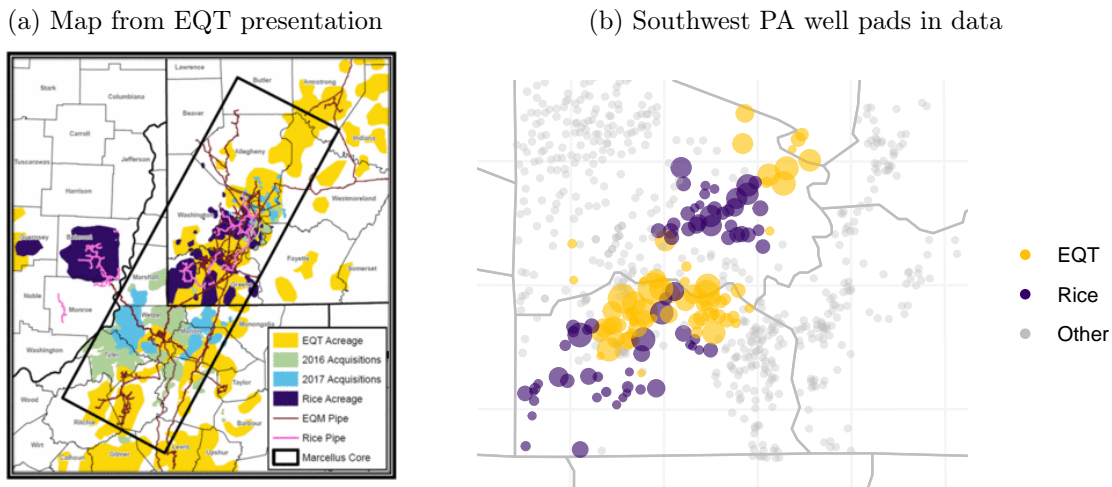 (a) Map from EQT presentation
(b) Southwest PA well pads in data
Lawrence
Butler
Armstrong
Stark
Columbiana
Beaver
Carroll
Indiana
Tuscarawas
Jefferson
Allegheny
Harrison
Westmoreland
Washington
Guernsey
Belmont
Fayette
Somerset
Marshall
Greene
Noble
Monroe
Wetzel
Monongalia
Marion
Washington
Tyler
Taylor
Wood
Ritchie
Barbour
Wirt
Lewis
Upshur
Calhoun
Gilmer
EQT Acreage
2016 Acquisitions
2017 Acquisitions
Rice Acreage
EQM Pipe
Rice Pipe
Marcellus Core
EQT
Rice
Other